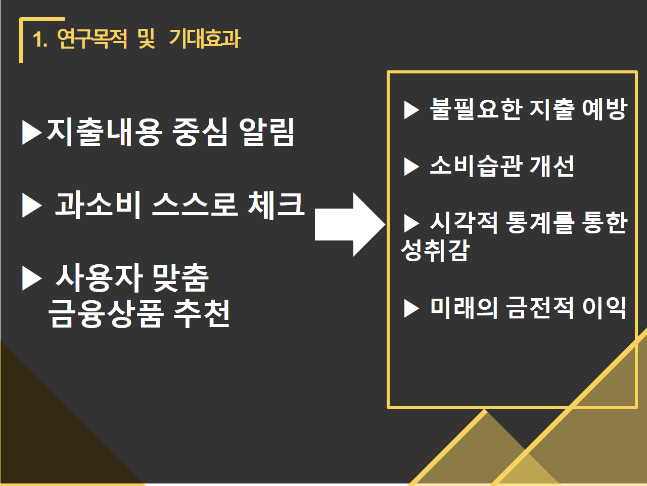 1. 연구목적 및 기대효과
▶지출내용 중심 알림
▶ 과소비 스스로 체크
▶ 사용자 맞춤
금융상품 추천
▶ 불필요한 지출 예방
▶ 소비습관 개선
▶ 시각적 통계를 통한
성취감
▶ 미래의 금전적 이익